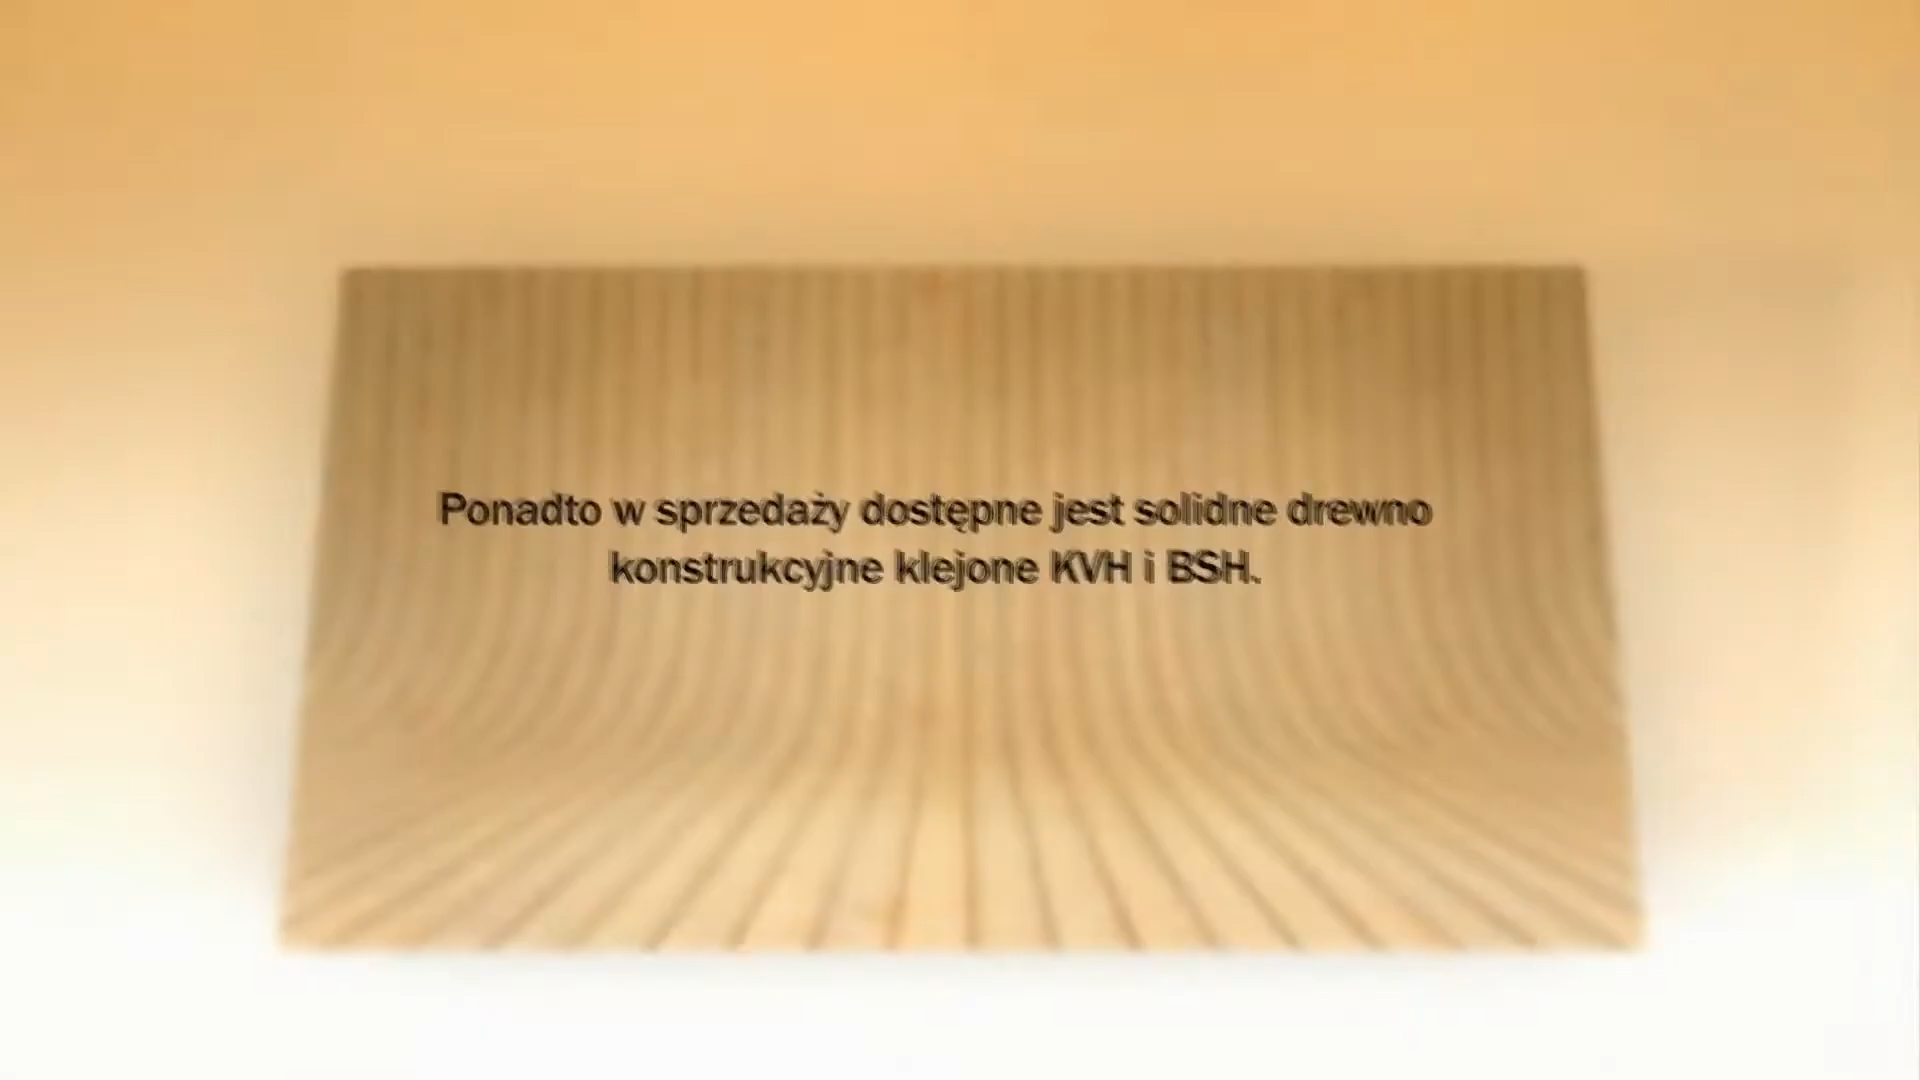 Ponadto w sprzedaży dostępne jest solidne drewno
konstrukcyjne klejone KVH i BSH.